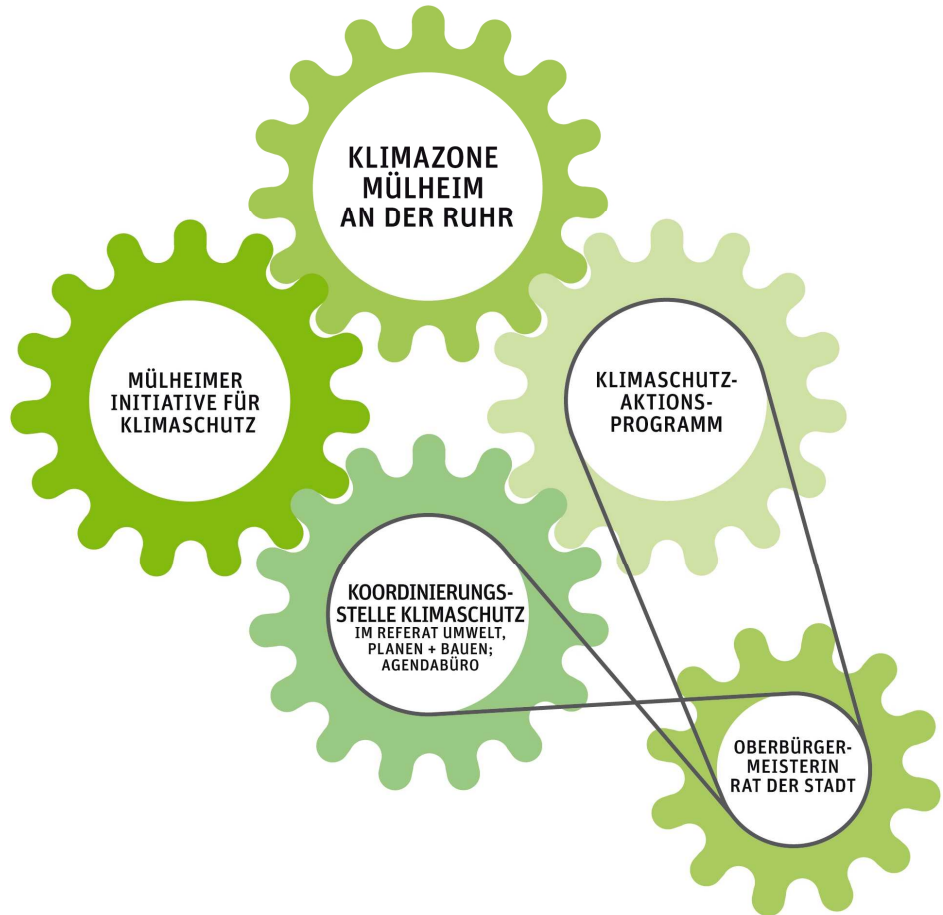 KLIMAZONE
MÜLHEIM
AN DER RUHR
MÜLHEIMER
INITIATIVE FÜR
KLIMASCHUTZ
KLIMASCHUTZ-
AKTIONS-
PROGRAMM
KOORDINIERUNGS-
STELLE KLIMASCHUTZ
IM REFERAT UMWELT,
PLANEN + BAUEN;
AGENDABÜRO
OBERBÜRGER-
MEISTERIN
RAT DER STADT